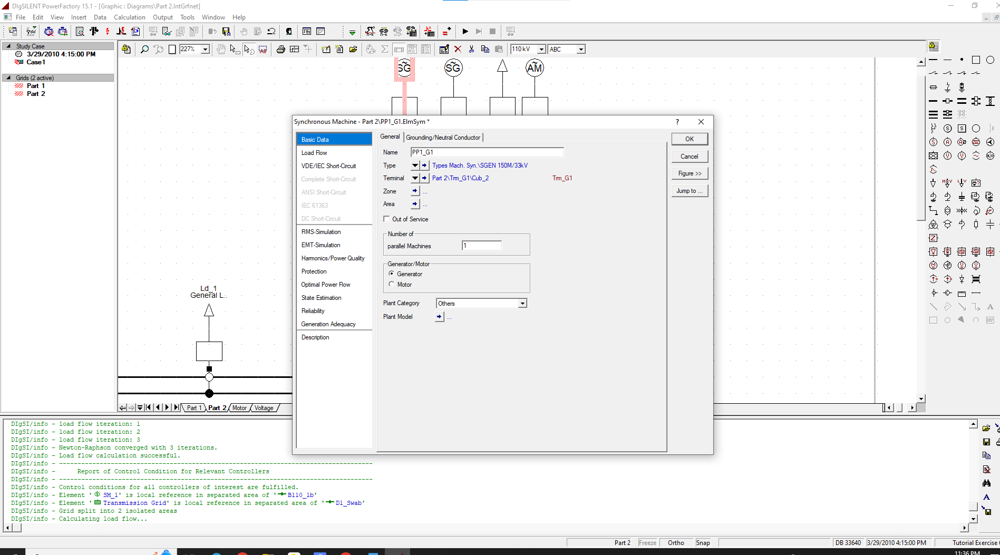 DIgSILENT PowerFactory 15.1 - [Graphic : Diagrams\Part 2.IntGrfnet]
File Edit View Insert Data Calculation Output Tools Window Help
Study Case
3/29/2010 4:15:00 PM
Case1
Grids (2 active)
Part 1
Part 2
227%
110 kV
ABC
SG
SG
AM
Ld_1
General L..
Synchronous Machine - Part 2\PP1_G1.ElmSym *
?
Basic Data
Load Flow
VDE/IEC Short-Circuit
Complete Short-Circuit
ANSI Short-Circuit
IEC 61363
DC Short-Circuit
RMS-Simulation
EMT-Simulation
Harmonics/Power Quality
Protection
Optimal Power Flow
State Estimation
Reliability
Generation Adequacy
Description
General
Grounding/Neutral Conductor
Name PP1_G1
Type Types Mach. Syn.\SGEN 150M/33kV
Terminal Part 2\Trm_G1\Cub_2 Trm_G1
Zone ...
Area ...
Out of Service
Number of
parallel Machines 1
Generator/Motor
Generator
Motor
Plant Category Others
Plant Model ...
OK
Cancel
Figure >>
Jump to ...
Part 1 Part 2 Motor Voltage
DIgSI/info - load flow iteration: 1
DIgSI/info - load flow iteration: 2
DIgSI/info - load flow iteration: 3
DIgSI/info - Newton-Raphson converged with 3 iterations.
DIgSI/info - Load flow calculation successful.
DIgSI/info - -------------------------------------------------------------------------------------
DIgSI/info - Report of Control Condition for Relevant Controllers
DIgSI/info - -------------------------------------------------------------------------------------
DIgSI/info - Control conditions for all controllers of interest are fulfilled.
DIgSI/info - Element ' SM_1' is local reference in separated area of ' B110_1b'
DIgSI/info - Element ' Transmission Grid' is local reference in separated area of ' D1_Swab'
DIgSI/info - Grid split into 2 isolated areas
DIgSI/info - Calculating load flow...
Part 2 Freeze Ortho Snap DB 33640 3/29/2010 4:15:00 PM Tutorial Exercise
11:36 PM